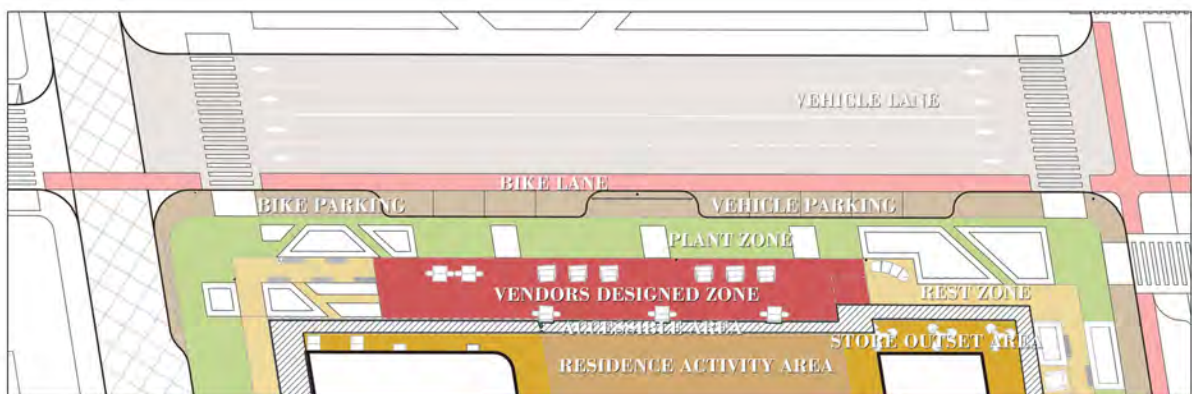 VEHICLE LANE
BIKE LANE
BIKE PARKING
VEHICLE PARKING
PLANT ZONE
VENDORS DESIGNED ZONE
REST ZONE
ACCESSIBLE AREA
STORE OUTSET AREA
RESIDENCE ACTIVITY AREA